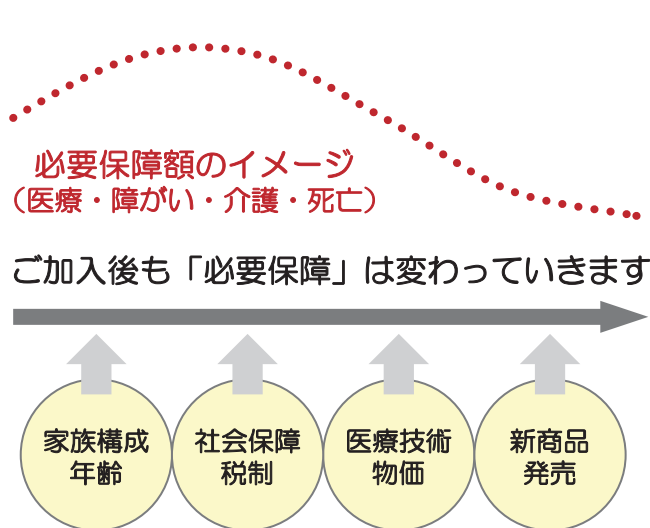 必要保障額のイメージ
（医療・障がい・介護・死亡）
ご加入後も「必要保障」は変わっていきます
家族構成
年齢
社会保障
税制
医療技術
物価
新商品
発売